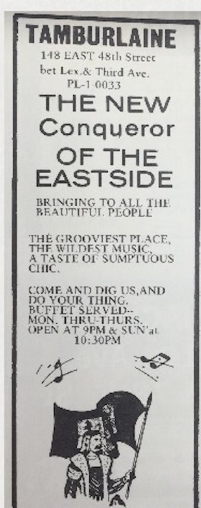 TAMBURLAINE
148 EAST 48th Street
bet Lex.& Third Ave.
PL-1-0033
THE NEW
Conqueror
OF THE
EASTSIDE
BRINGING TO ALL THE
BEAUTIFUL PEOPLE
THE GROOVIEST PLACE,
THE WILDEST MUSIC,
A TASTE OF SUMPTUOUS
CHIC.
COME AND DIG US,AND
DO YOUR THING.
BUFFET SERVED--
MON. THRU-THURS.
OPEN AT 9PM & SUN'at
10:30PM